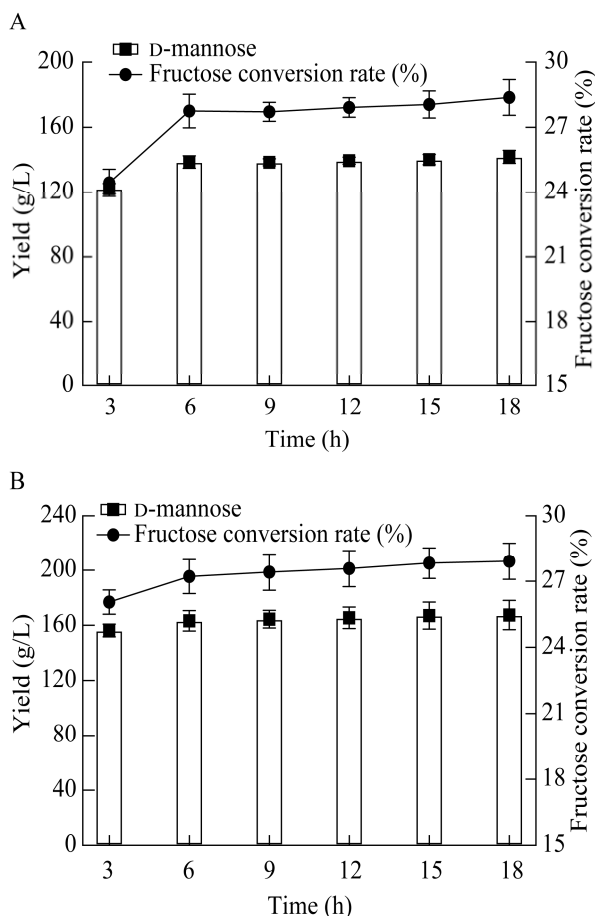 A
D-mannose
Fructose conversion rate (%)
200
160
120
80
40
0
Yield (g/L)
30
27
24
21
18
15
Fructose conversion rate (%)
3 6 9 12 15 18
Time (h)
B
D-mannose
Fructose conversion rate (%)
240
200
160
120
80
40
0
Yield (g/L)
30
27
24
21
18
15
Fructose conversion rate (%)
3 6 9 12 15 18
Time (h)